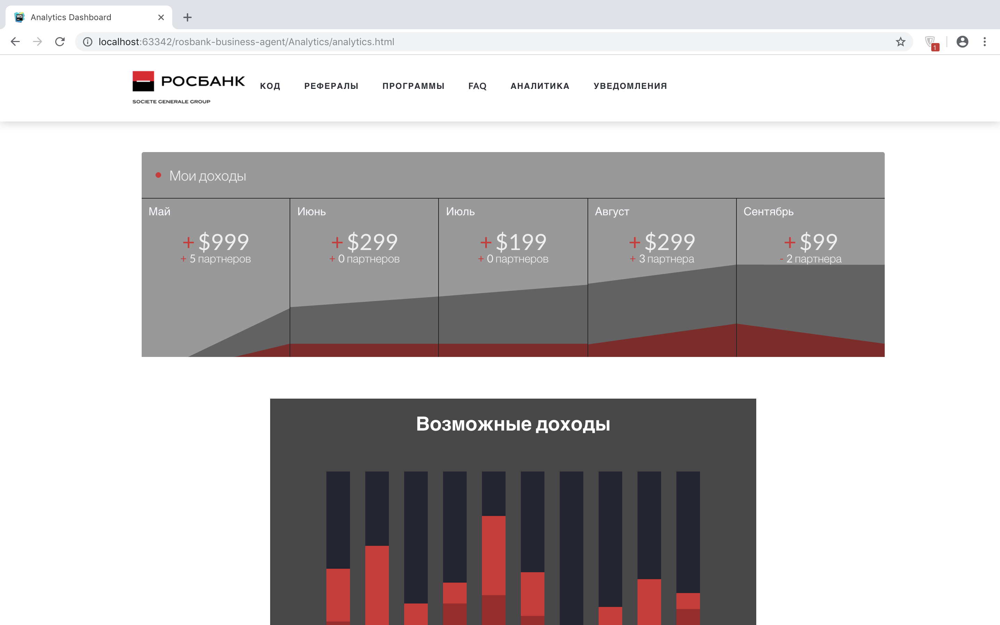 WS
Analytics Dashboard
localhost:63342/rosbank-business-agent/Analytics/analytics.html
1
РОСБАНК
SOCIETE GENERALE GROUP
КОД РЕФЕРАЛЫ ПРОГРАММЫ FAQ АНАЛИТИКА УВЕДОМЛЕНИЯ
Мои доходы
Май
+ $999
+ 5 партнеров
Июнь
+ $299
+ 0 партнеров
Июль
+ $199
+ 0 партнеров
Август
+ $299
+ 3 партнера
Сентябрь
+ $99
- 2 партнера
Возможные доходы